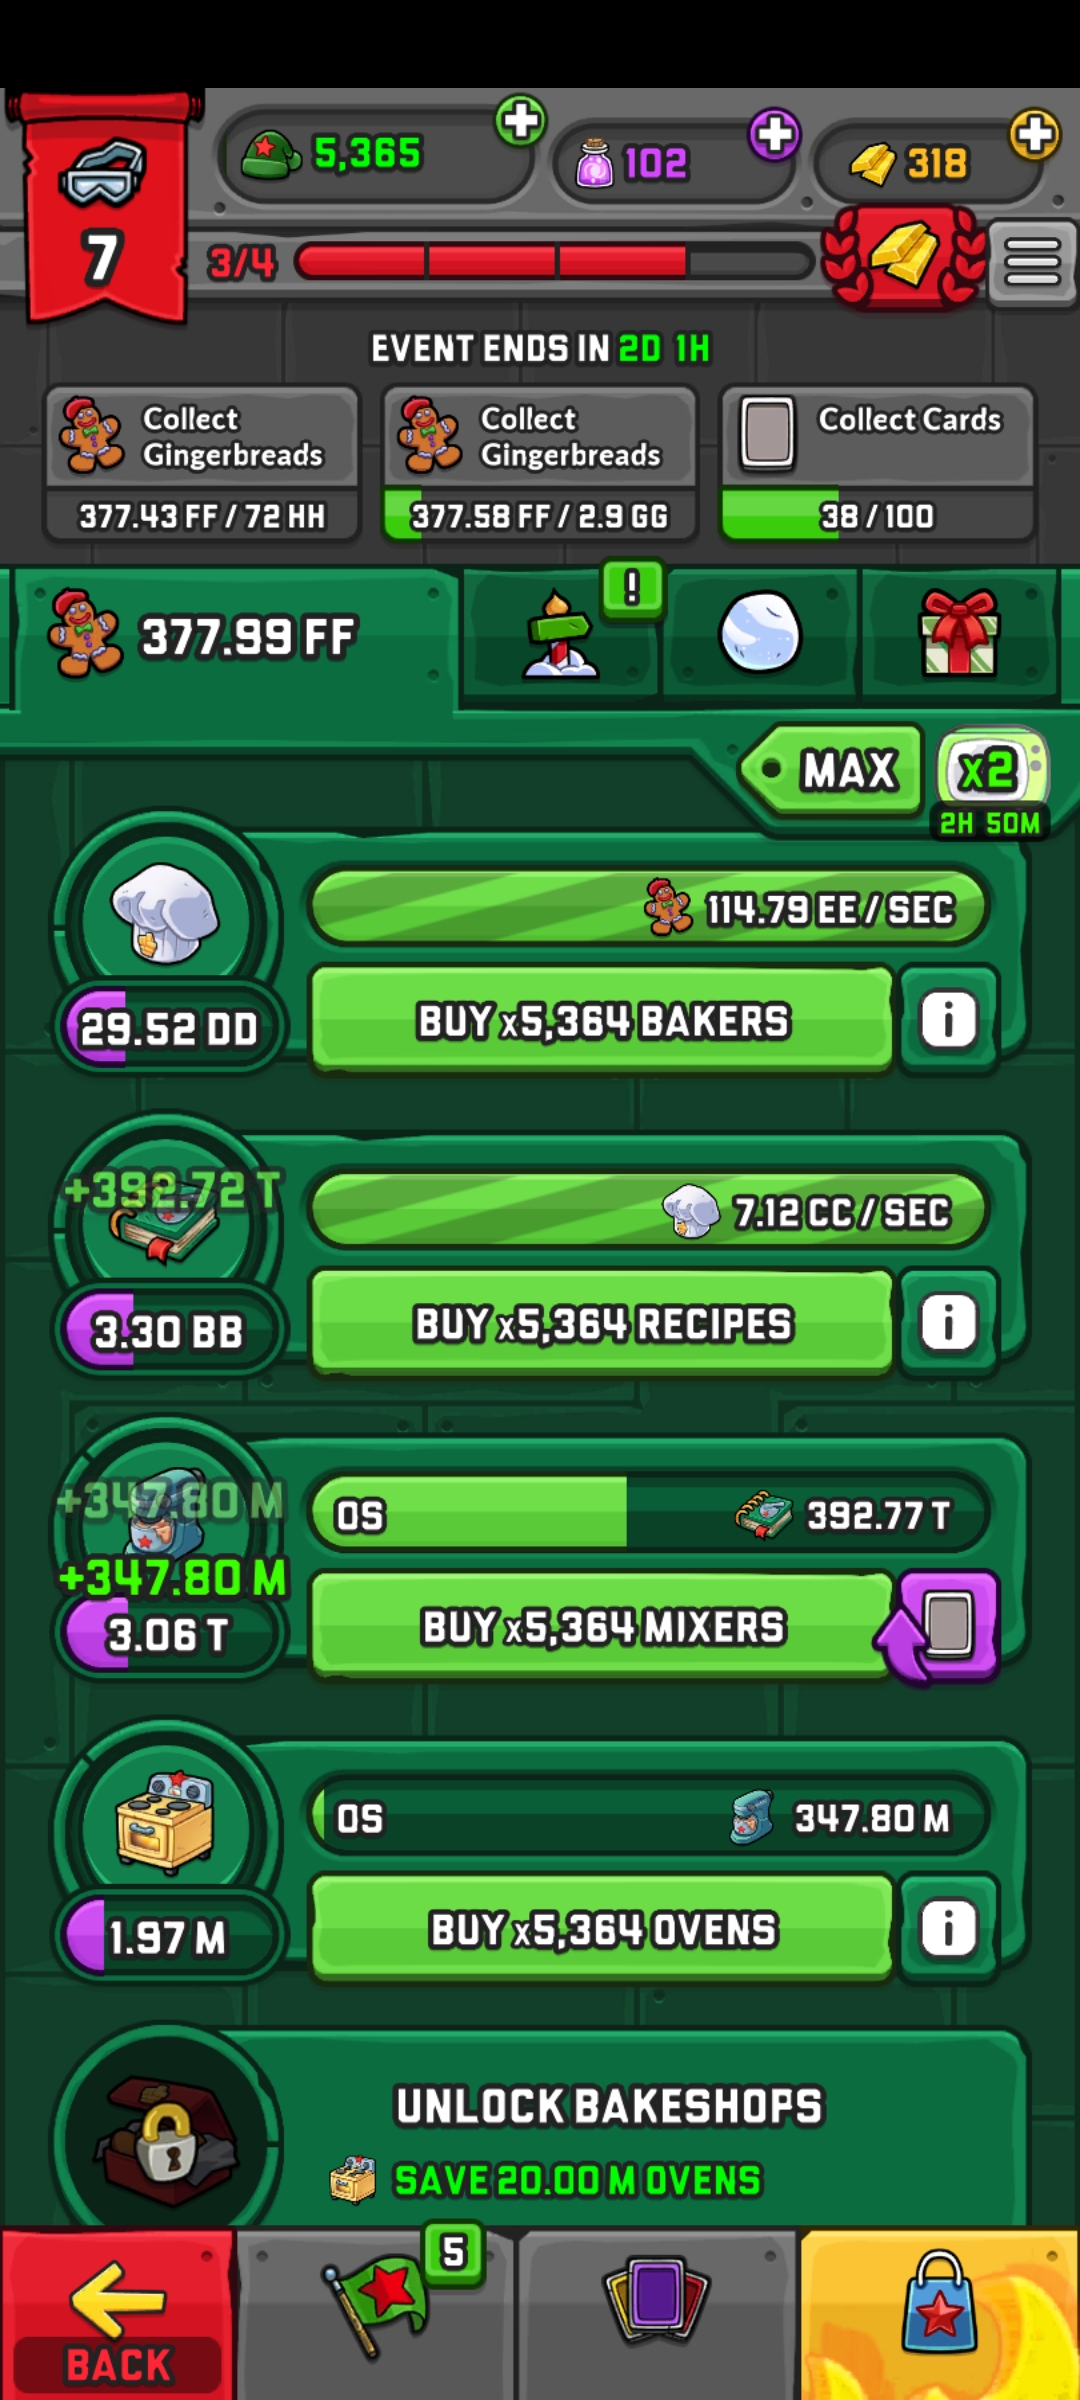 5,365
102
318
7
3/4
EVENT ENDS IN 2D 1H
Collect
Gingerbreads
377.43 FF / 72 HH
Collect
Gingerbreads
377.58 FF / 2.9 GG
Collect Cards
38 / 100
377.99 FF
!
MAX
x2
2H 50M
114.79 EE / SEC
29.52 DD
BUY x5,364 BAKERS
i
+392.72 T
7.12 CC / SEC
3.30 BB
BUY x5,364 RECIPES
i
+347.80 M
+347.80 M
0S
392.77 T
3.06 T
BUY x5,364 MIXERS
0S
347.80 M
1.97 M
BUY x5,364 OVENS
i
UNLOCK BAKESHOPS
SAVE 20.00 M OVENS
5
BACK